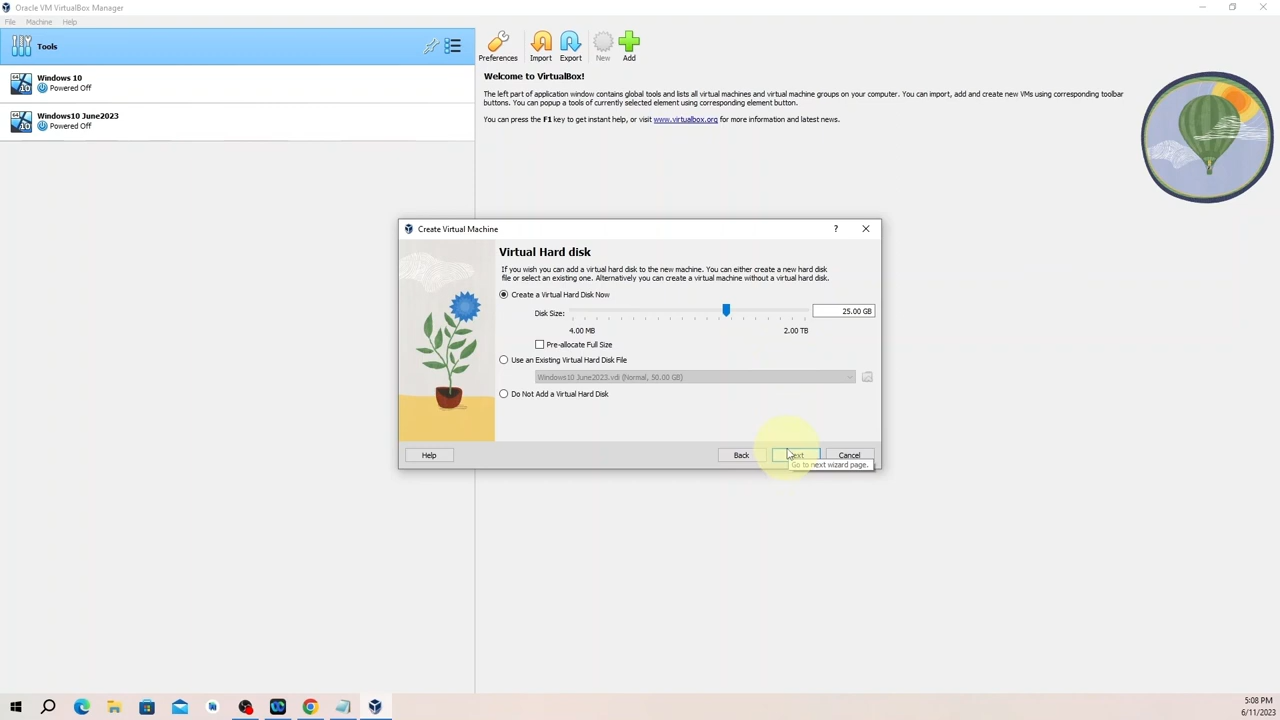 Oracle VM VirtualBox Manager
File Machine Help
Tools
Preferences
Import
Export
New
Add
Windows 10
Powered Off
Windows10 June2023
Powered Off
Welcome to VirtualBox!
The left part of application window contains global tools and lists all virtual machines and virtual machine groups on your computer. You can import, add and create new VMs using corresponding toolbar
buttons. You can popup a tools of currently selected element using corresponding element button.
You can press the F1 key to get instant help, or visit www.virtualbox.org for more information and latest news.
Create Virtual Machine
?
Virtual Hard disk
If you wish you can add a virtual hard disk to the new machine. You can either create a new hard disk
file or select an existing one. Alternatively you can create a virtual machine without a virtual hard disk.
Create a Virtual Hard Disk Now
Disk Size:
25.00 GB
4.00 MB
2.00 TB
Pre-allocate Full Size
Use an Existing Virtual Hard Disk File
Windows10 June2023.vdi (Normal, 50.00 GB)
Do Not Add a Virtual Hard Disk
Help
Back
Next
Cancel
Go to next wizard page.
5:08 PM
6/11/2023